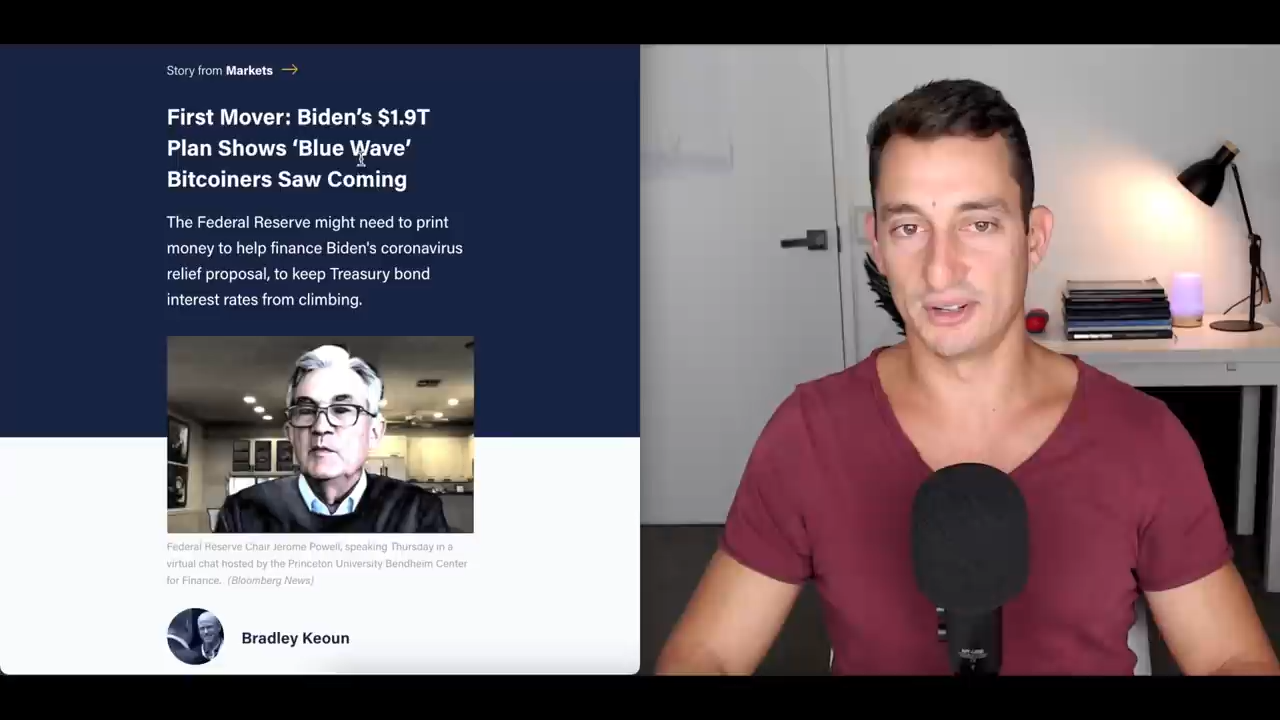 Story from Markets
First Mover: Biden’s $1.9T
Plan Shows ‘Blue Wave’
Bitcoiners Saw Coming
The Federal Reserve might need to print
money to help finance Biden's coronavirus
relief proposal, to keep Treasury bond
interest rates from climbing.
Federal Reserve Chair Jerome Powell, speaking Thursday in a
virtual chat hosted by the Princeton University Bendheim Center
for Finance. (Bloomberg News)
Bradley Keoun